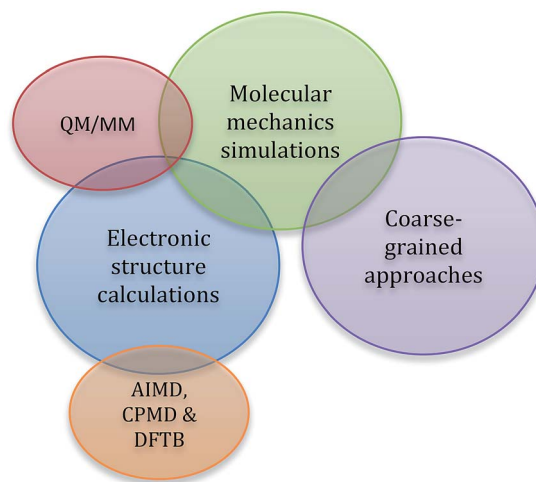 QM/MM
Molecular
mechanics
simulations
Electronic
structure
calculations
Coarse-
grained
approaches
AIMD,
CPMD &
DFTB